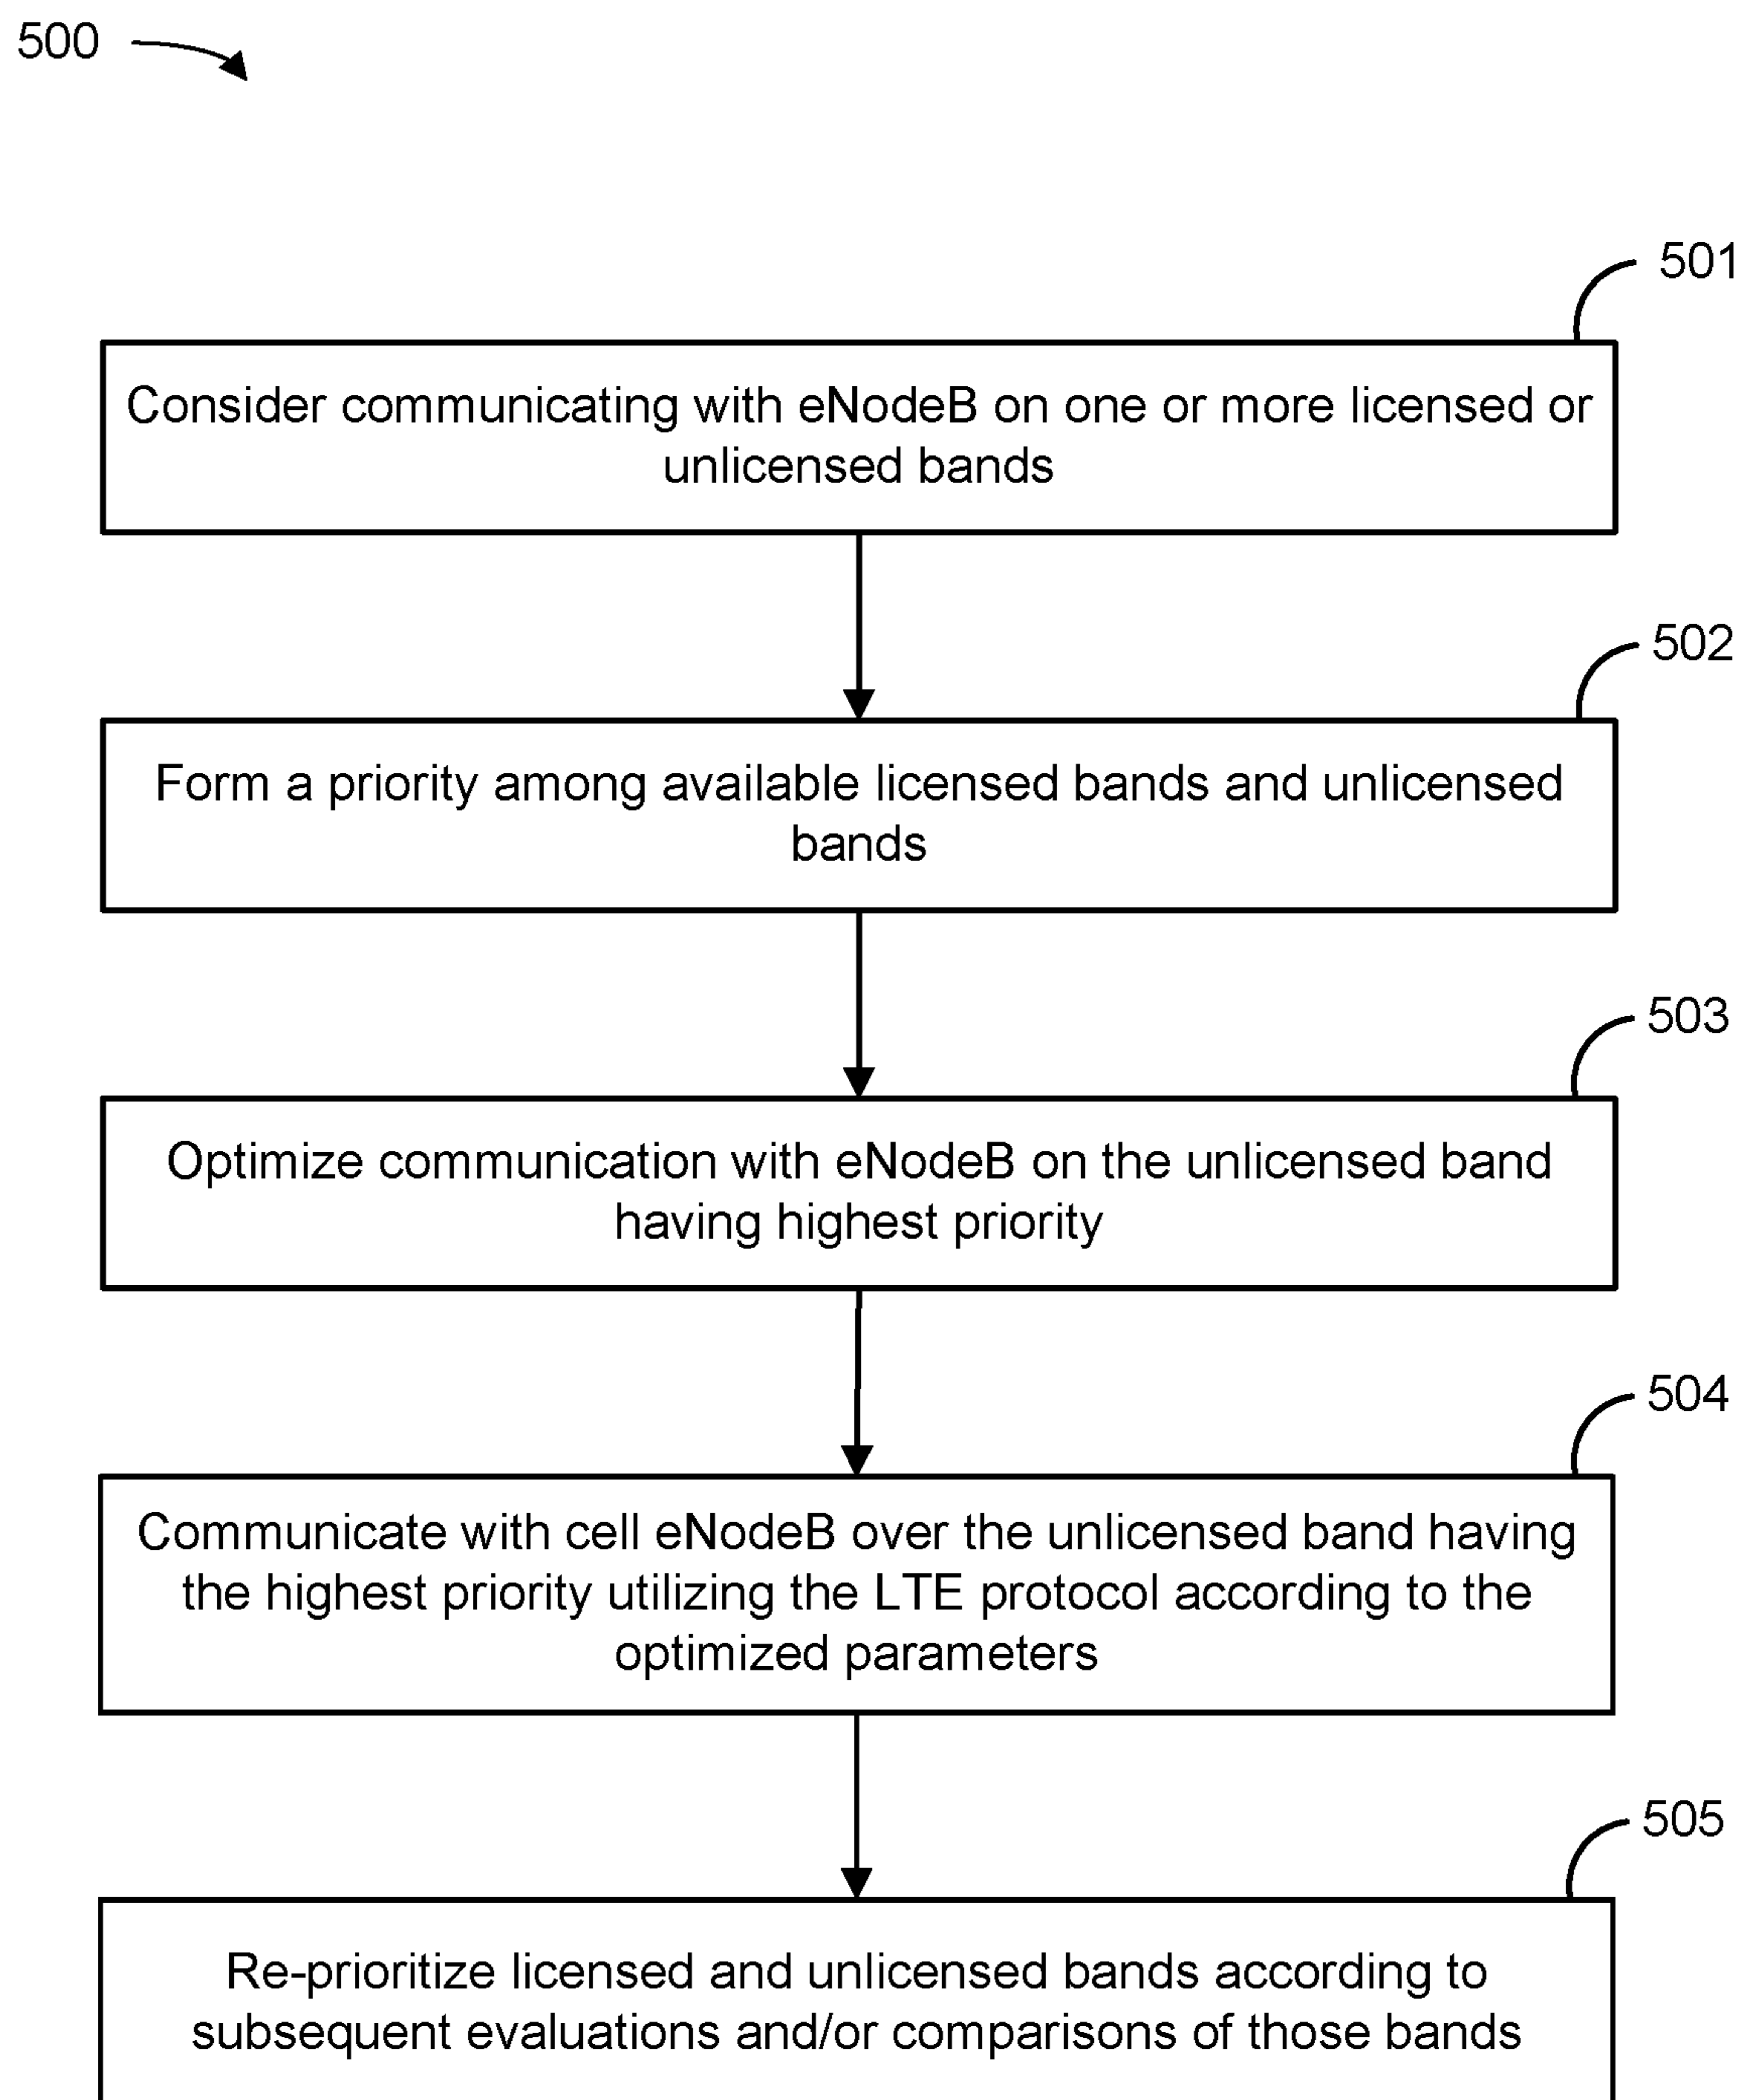 500
501
Consider communicating with eNodeB on one or more licensed or
unlicensed bands
502
Form a priority among available licensed bands and unlicensed
bands
503
Optimize communication with eNodeB on the unlicensed band
having highest priority
504
Communicate with cell eNodeB over the unlicensed band having
the highest priority utilizing the LTE protocol according to the
optimized parameters
505
Re-prioritize licensed and unlicensed bands according to
subsequent evaluations and/or comparisons of those bands